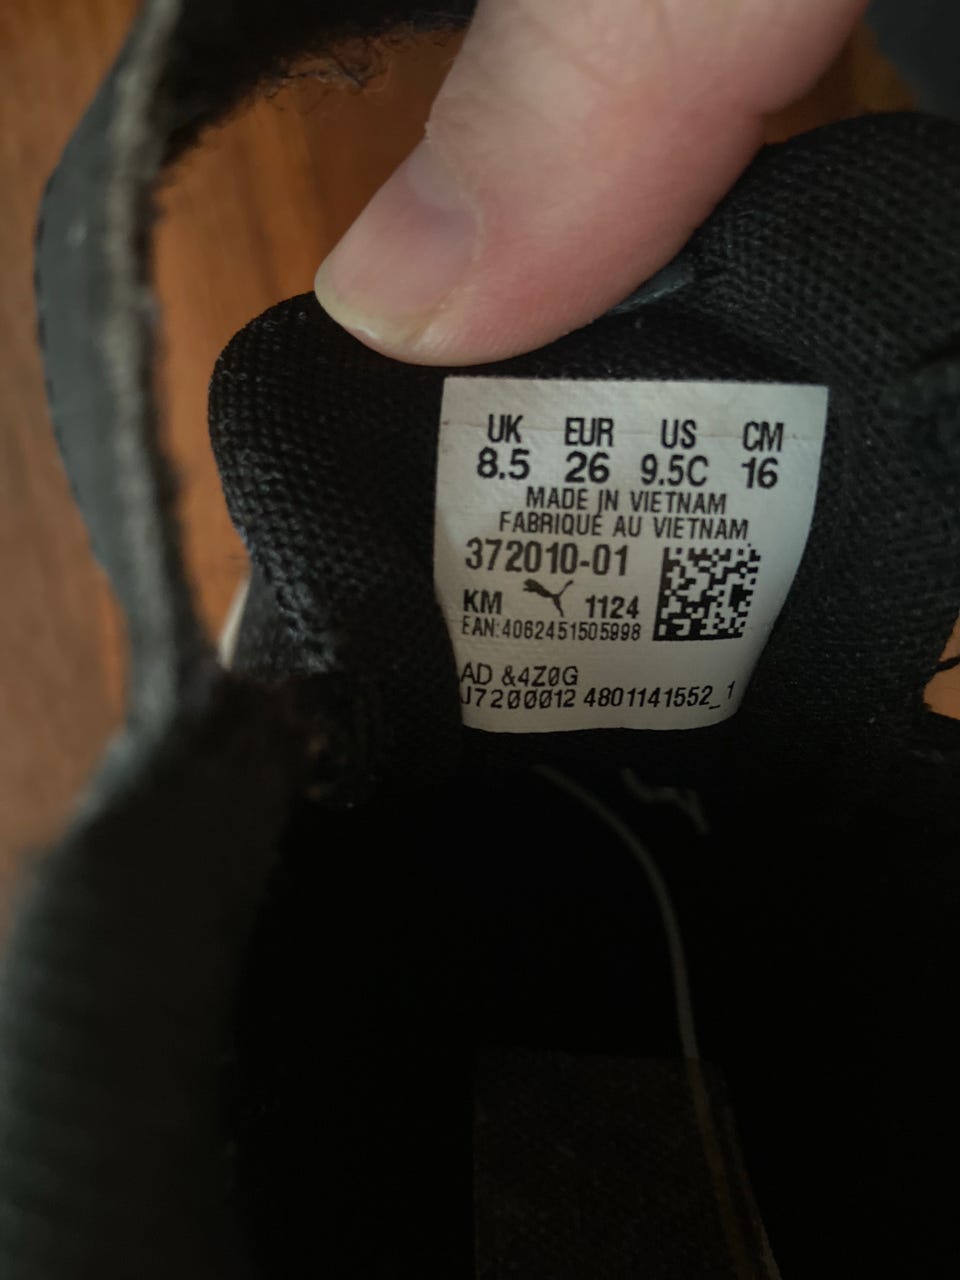 UK EUR US CM
8.5 26 9.5C 16
MADE IN VIETNAM
FABRIQUÉ AU VIETNAM
372010-01
KM 1124
EAN:4062451505998
AD &4Z0G
J7200012 4801141552_1